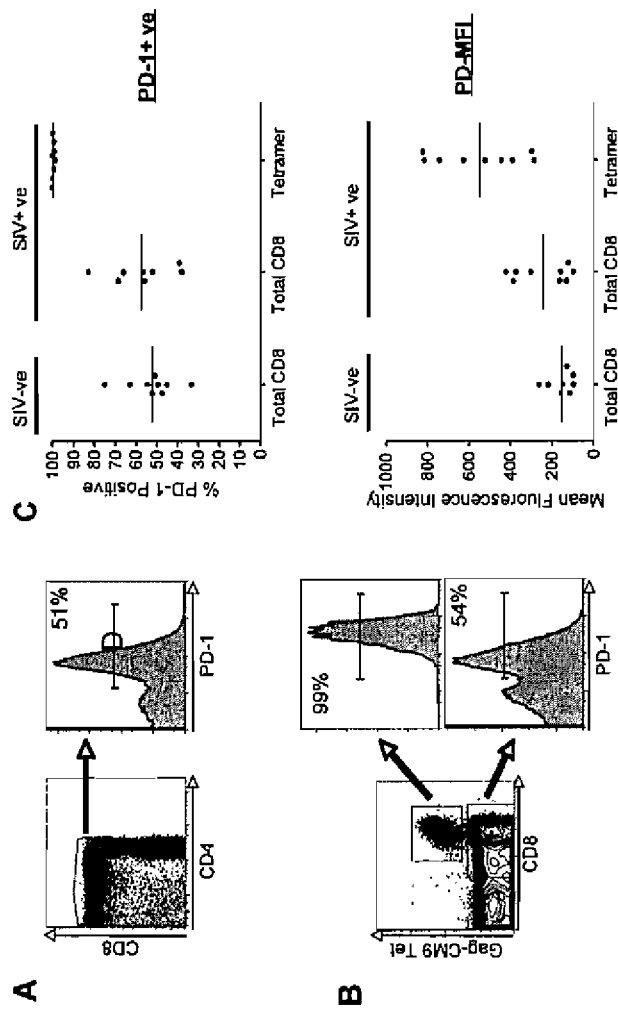 A
CD8
CD4
51%
D
PD-1
B
Gag-CM9 Tet
CD8
99%
54%
PD-1
C
SIV-ve
SIV+ ve
% PD-1 Positive
100
90
80
70
60
50
40
30
20
10
0
Total CD8
Total CD8
Tetramer
PD-1+ ve
SIV-ve
SIV+ ve
Mean Fluorescence Intensity
1000
800
600
400
200
0
Total CD8
Total CD8
Tetramer
PD-MFI